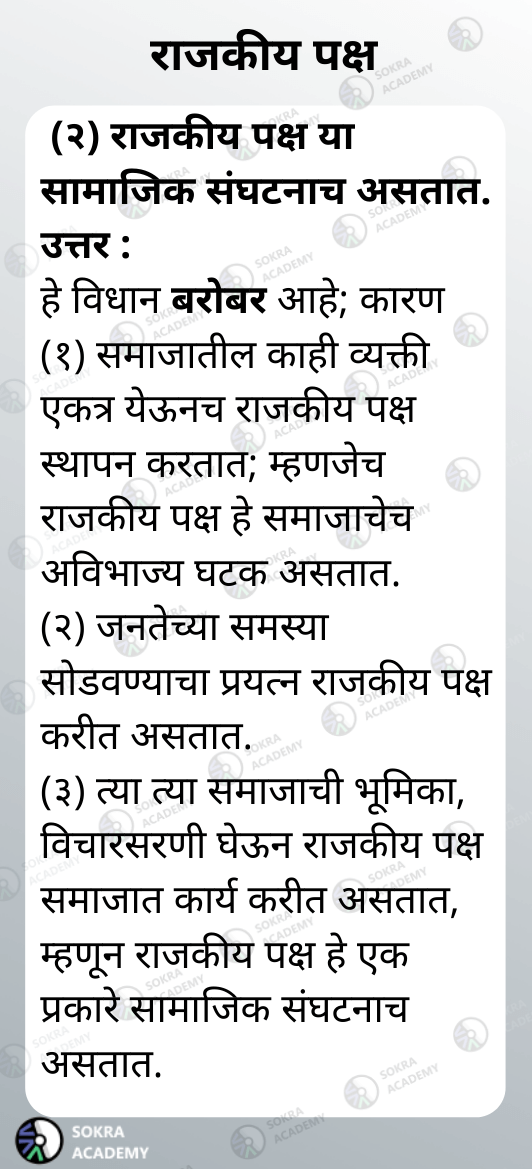 राजकीय पक्ष
(२) राजकीय पक्ष या
सामाजिक संघटनाच असतात.
उत्तर :
हे विधान बरोबर आहे; कारण
(१) समाजातील काही व्यक्ती
एकत्र येऊनच राजकीय पक्ष
स्थापन करतात; म्हणजेच
राजकीय पक्ष हे समाजाचेच
अविभाज्य घटक असतात.
(२) जनतेच्या समस्या
सोडवण्याचा प्रयत्न राजकीय पक्ष
करीत असतात.
(३) त्या त्या समाजाची भूमिका,
विचारसरणी घेऊन राजकीय पक्ष
समाजात कार्य करीत असतात,
म्हणून राजकीय पक्ष हे एक
प्रकारे सामाजिक संघटनाच
असतात.
SOKRA
ACADEMY